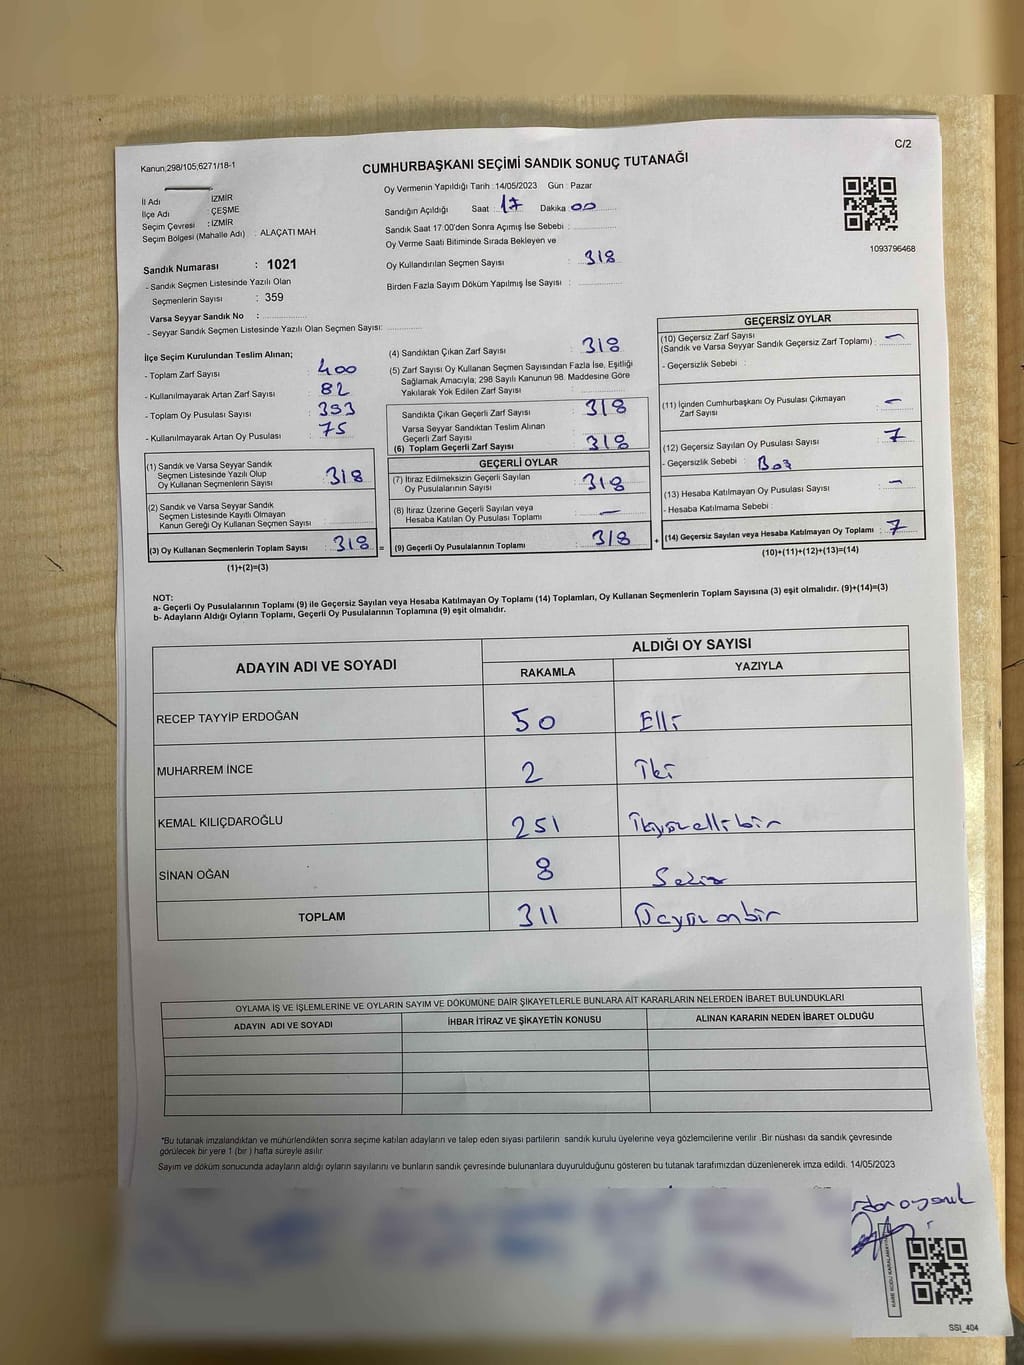 C/2
Kanun;298/105;6271/18-1
CUMHURBAŞKANI SEÇİMİ SANDIK SONUÇ TUTANAĞI
Oy Vermenin Yapıldığı Tarih : 14/05/2023 Gün : Pazar
İl Adı : İZMİR
İlçe Adı : ÇEŞME
Seçim Çevresi : İZMİR
Seçim Bölgesi (Mahalle Adı) : ALAÇATI MAH
Sandığın Açıldığı Saat : 17 Dakika : 00
Sandık Saat 17:00'den Sonra Açımış İse Sebebi :
Oy Verme Saati Bitiminde Sırada Bekleyen ve
Oy Kullandırılan Seçmen Sayısı : 318
Birden Fazla Sayım Döküm Yapılmış İse Sayısı :
1093796468
Sandık Numarası : 1021
- Sandık Seçmen Listesinde Yazılı Olan
Seçmenlerin Sayısı : 359
Varsa Seyyar Sandık No :
- Seyyar Sandık Seçmen Listesinde Yazılı Olan Seçmen Sayısı:
İlçe Seçim Kurulundan Teslim Alınan;
- Toplam Zarf Sayısı : 400
- Kullanılmayarak Artan Zarf Sayısı : 82
- Toplam Oy Pusulası Sayısı : 393
- Kullanılmayarak Artan Oy Pusulası : 75
(1) Sandık ve Varsa Seyyar Sandık
Seçmen Listesinde Yazılı Olup
Oy Kullanan Seçmenlerin Sayısı : 318
(2) Sandık ve Varsa Seyyar Sandık
Seçmen Listesinde Kayıtlı Olmayan
Kanun Gereği Oy Kullanan Seçmen Sayısı :
(3) Oy Kullanan Seçmenlerin Toplam Sayısı : 318 =
(1)+(2)=(3)
(4) Sandıktan Çıkan Zarf Sayısı : 318
(5) Zarf Sayısı Oy Kullanan Seçmen Sayısından Fazla İse, Eşitliği
Sağlamak Amacıyla; 298 Sayılı Kanunun 98. Maddesine Göre
Yakılarak Yok Edilen Zarf Sayısı :
Sandıkta Çıkan Geçerli Zarf Sayısı : 318
Varsa Seyyar Sandıktan Teslim Alınan
Geçerli Zarf Sayısı :
(6) Toplam Geçerli Zarf Sayısı : 318
GEÇERLİ OYLAR
(7) İtiraz Edilmeksizin Geçerli Sayılan
Oy Pusulalarının Sayısı : 318
(8) İtiraz Üzerine Geçerli Sayılan veya
Hesaba Katılan Oy Pusulası Toplamı : —
(9) Geçerli Oy Pusulalarının Toplamı : 318 +
GEÇERSİZ OYLAR
(10) Geçersiz Zarf Sayısı
(Sandık ve Varsa Seyyar Sandık Geçersiz Zarf Toplamı) : —
- Geçersizlik Sebebi :
(11) İçinden Cumhurbaşkanı Oy Pusulası Çıkmayan
Zarf Sayısı : —
(12) Geçersiz Sayılan Oy Pusulası Sayısı : 7
- Geçersizlik Sebebi : Boş
(13) Hesaba Katılmayan Oy Pusulası Sayısı : —
- Hesaba Katılmama Sebebi :
(14) Geçersiz Sayılan veya Hesaba Katılmayan Oy Toplamı : 7
(10)+(11)+(12)+(13)=(14)
NOT:
a- Geçerli Oy Pusulalarının Toplamı (9) ile Geçersiz Sayılan veya Hesaba Katılmayan Oy Toplamı (14) Toplamları, Oy Kullanan Seçmenlerin Toplam Sayısına (3) eşit olmalıdır. (9)+(14)=(3)
b- Adayların Aldığı Oyların Toplamı, Geçerli Oy Pusulalarının Toplamına (9) eşit olmalıdır.
ADAYIN ADI VE SOYADI ALDIĞI OY SAYISI
RAKAMLA YAZIYLA
RECEP TAYYİP ERDOĞAN 50 Elli
MUHARREM İNCE 2 İki
KEMAL KILIÇDAROĞLU 251 İkiyüzellibir
SİNAN OĞAN 8 Sekiz
TOPLAM 311 Üçyüz onbir
OYLAMA İŞ VE İŞLEMLERİNE VE OYLARIN SAYIM VE DÖKÜMÜNE DAİR ŞİKAYETLERLE BUNLARA AİT KARARLARIN NELERDEN İBARET BULUNDUKLARI
ADAYIN ADI VE SOYADI İHBAR İTİRAZ VE ŞİKAYETİN KONUSU ALINAN KARARIN NEDEN İBARET OLDUĞU
*Bu tutanak imzalandıktan ve mühürlendikten sonra seçime katılan adayların ve talep eden siyasi partilerin sandık kurulu üyelerine veya gözlemcilerine verilir .Bir nüshası da sandık çevresinde
görülecek bir yere 1 (bir ) hafta süreyle asılır.
Sayım ve döküm sonucunda adayların aldığı oyların sayılarını ve bunların sandık çevresinde bulunanlara duyurulduğunu gösteren bu tutanak tarafımızdan düzenlenerek imza edildi. 14/05/2023
KARE KODU KARALAMAYINIZ
SSI_404